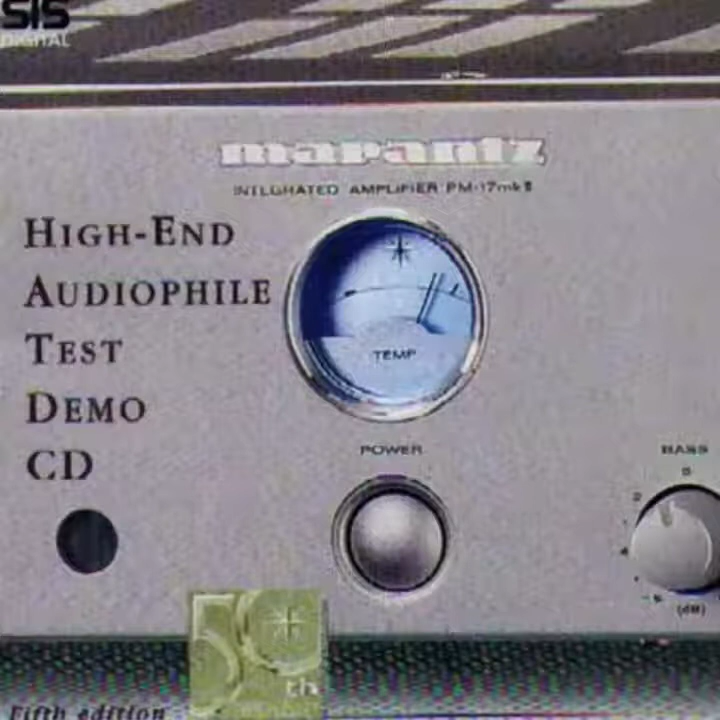 SIS
DIGITAL
marantz
INTEGRATED AMPLIFIER PM-17mkII
HIGH-END
AUDIOPHILE
TEST
DEMO
CD
TEMP
POWER
BASS
0
(dB)
50
th
Fifth edition